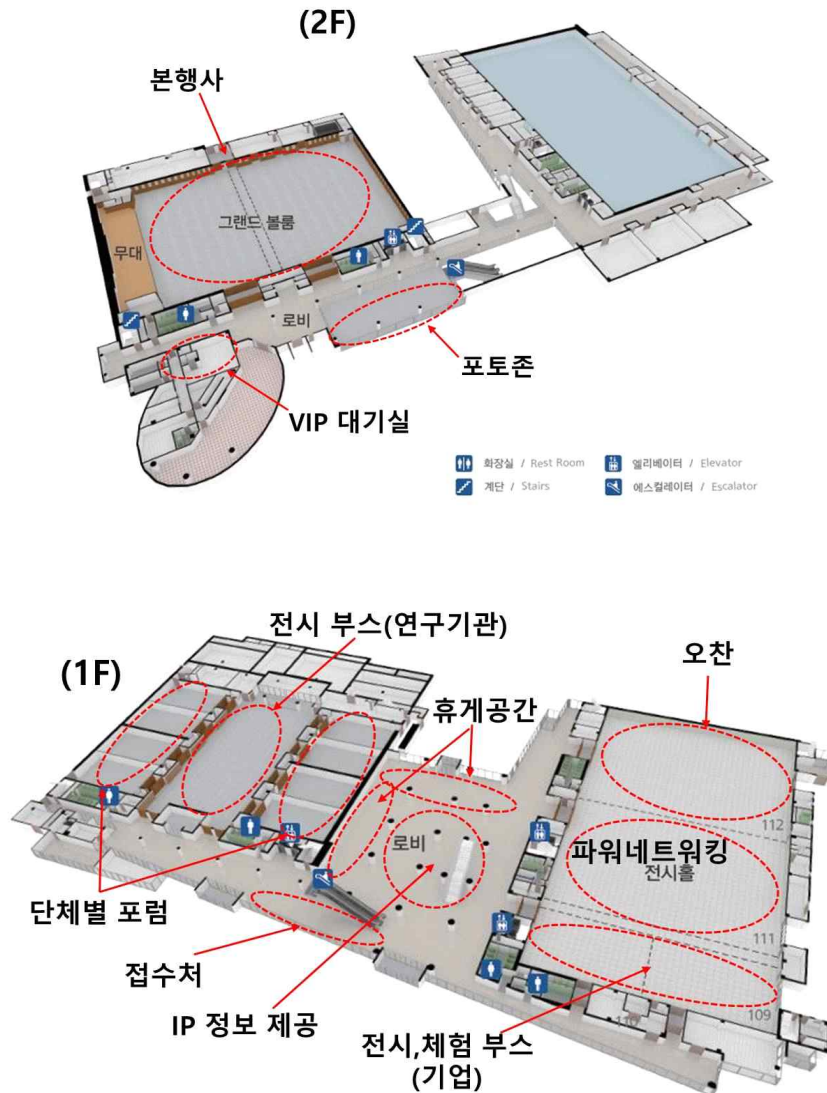 (2F)
본행사
그랜드 볼룸
무대
로비
포토존
VIP 대기실
화장실 / Rest Room
엘리베이터 / Elevator
계단 / Stairs
에스컬레이터 / Escalator
전시 부스(연구기관)
오찬
(1F)
휴게공간
112
로비
파워네트워킹
전시홀
단체별 포럼
111
접수처
109
110
IP 정보 제공
전시,체험 부스
(기업)